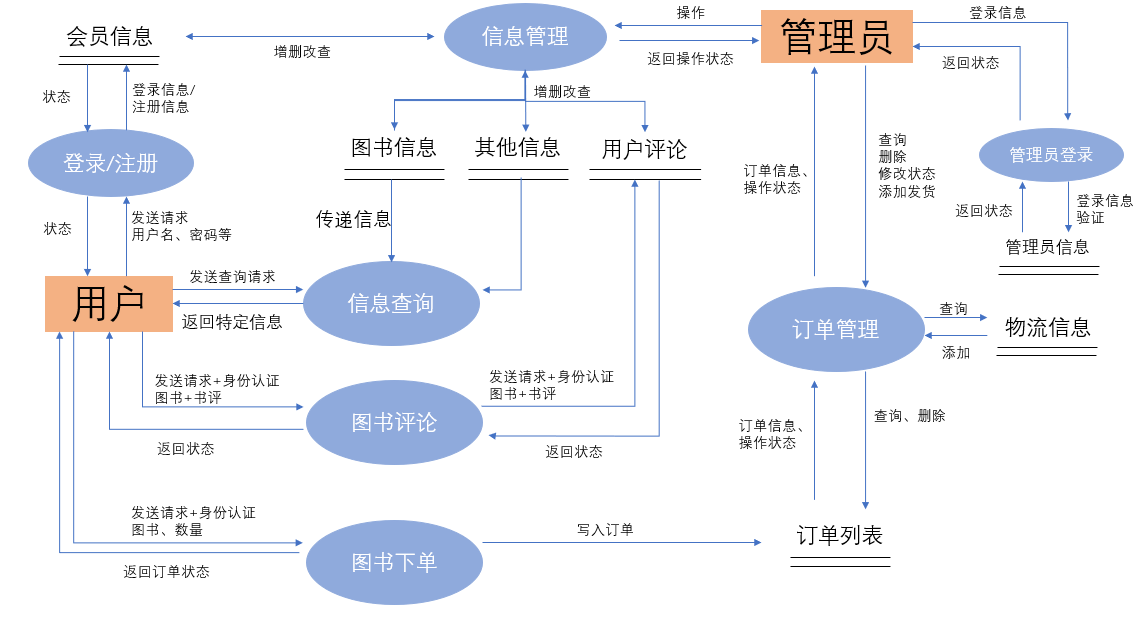 会员信息
增删改查
信息管理
操作
返回操作状态
管理员
登录信息
返回状态
状态
登录信息/
注册信息
增删改查
登录/注册
图书信息
其他信息
用户评论
订单信息、
操作状态
查询
删除
修改状态
添加发货
管理员登录
状态
发送请求
用户名、密码等
传递信息
返回状态
登录信息
验证
管理员信息
用户
发送查询请求
返回特定信息
信息查询
订单管理
查询
添加
物流信息
发送请求+身份认证
图书+书评
返回状态
图书评论
发送请求+身份认证
图书+书评
返回状态
订单信息、
操作状态
查询、删除
发送请求+身份认证
图书、数量
返回订单状态
图书下单
写入订单
订单列表